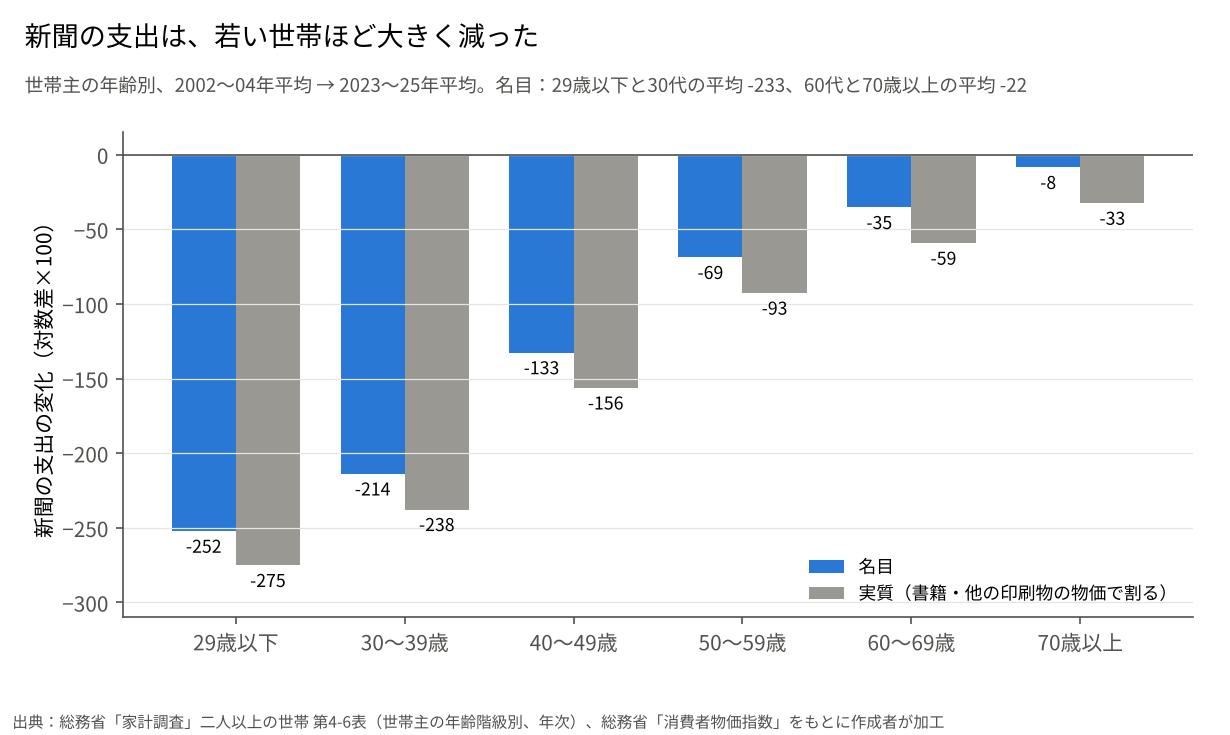 新聞の支出は、若い世帯ほど大きく減った
世帯主の年齢別、2002〜04年平均 → 2023〜25年平均。名目：29歳以下と30代の平均 -233、60代と70歳以上の平均 -22
新聞の支出の変化（対数差×100）
0
−50
−100
−150
−200
−250
−300
-252
-275
-214
-238
-133
-156
-69
-93
-35
-59
-8
-33
名目
実質（書籍・他の印刷物の物価で割る）
29歳以下
30〜39歳
40〜49歳
50〜59歳
60〜69歳
70歳以上
出典：総務省「家計調査」二人以上の世帯 第4-6表（世帯主の年齢階級別、年次）、総務省「消費者物価指数」をもとに作成者が加工